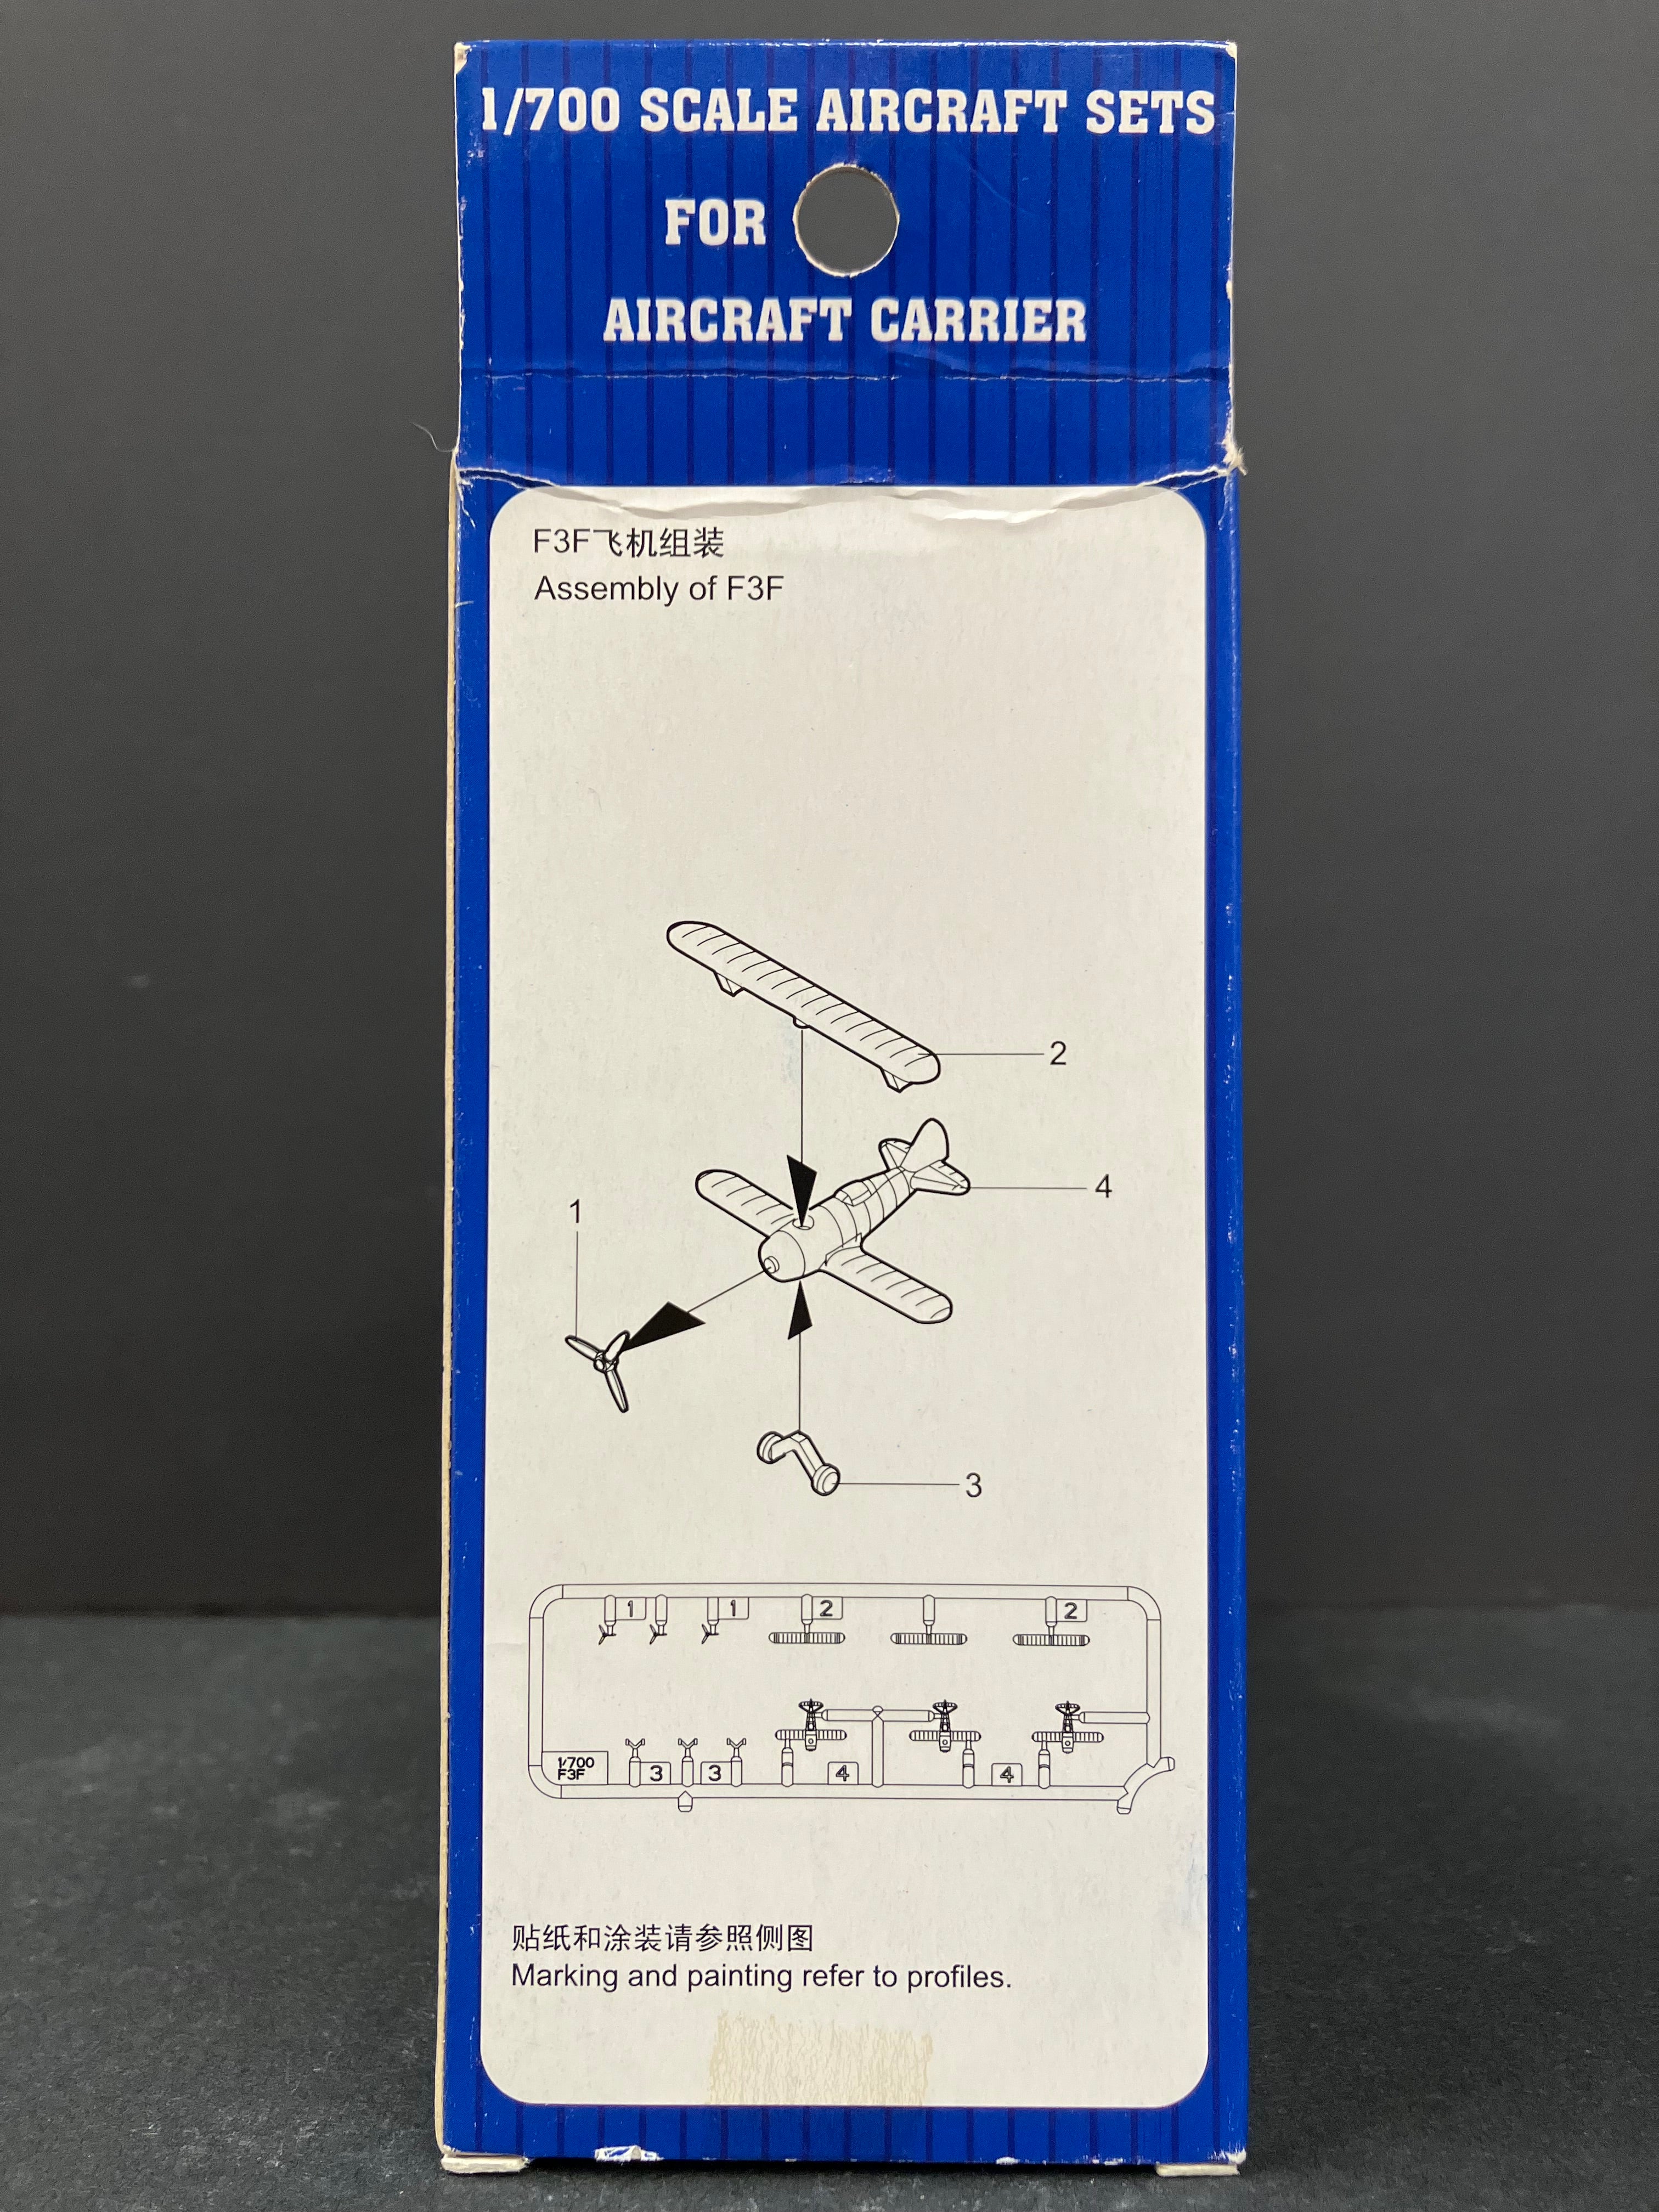 1/700 SCALE AIRCRAFT SETS
FOR
AIRCRAFT CARRIER
F3F飞机组装
Assembly of F3F
2
4
1
3
1 1 2 2
1/700
F3F
3 3 4 4
贴纸和涂装请参照侧图
Marking and painting refer to profiles.